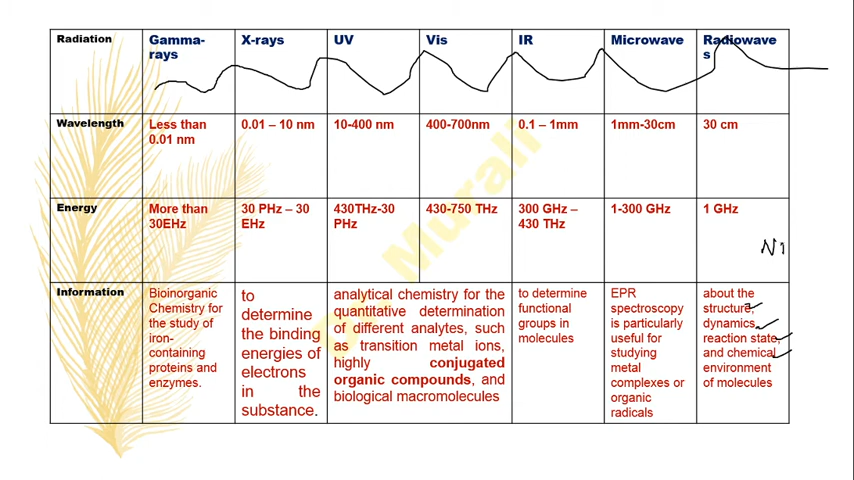 Radiation
Gamma-
rays
X-rays
UV
Vis
IR
Microwave
Radiowave
s
Wavelength
Less than
0.01 nm
0.01 – 10 nm
10-400 nm
400-700nm
0.1 – 1mm
1mm-30cm
30 cm
Energy
More than
30EHz
30 PHz – 30
EHz
430THz-30
PHz
430-750 THz
300 GHz –
430 THz
1-300 GHz
1 GHz
Information
Bioinorganic
Chemistry for
the study of
iron-
containing
proteins and
enzymes.
to
determine
the binding
energies of
electrons
in the
substance.
analytical chemistry for the
quantitative determination
of different analytes, such
as transition metal ions,
highly conjugated
organic compounds, and
biological macromolecules
to determine
functional
groups in
molecules
EPR
spectroscopy
is particularly
useful for
studying
metal
complexes or
organic
radicals
about the
structure,
dynamics,
reaction state,
and chemical
environment
of molecules
Murali